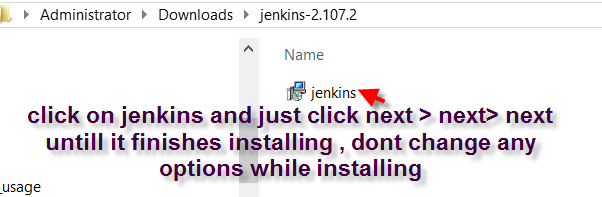 Administrator > Downloads > jenkins-2.107.2
Name
jenkins
click on jenkins and just click next > next> next
untill it finishes installing , dont change any
options while installing
_usage